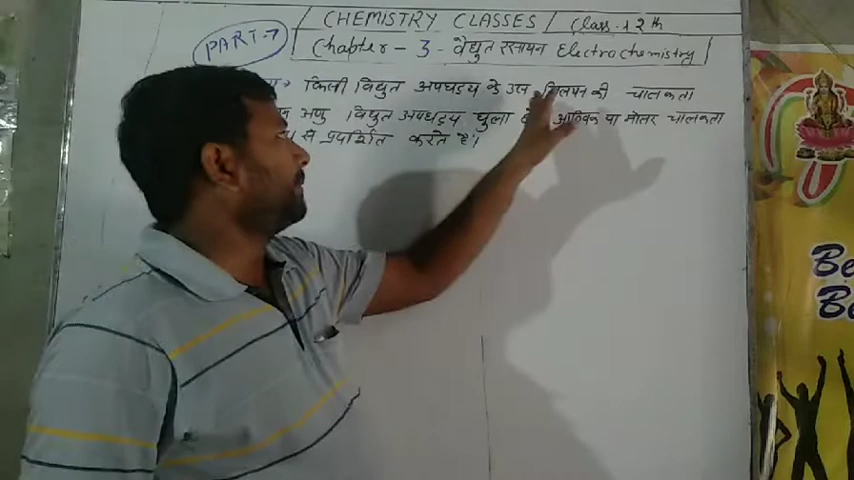 CHEMISTRY CLASSES / Class-12th
PART-7
Chapter - 3 - वैद्युत रसायन Electrochemistry
किसी विद्युत अपघट्य के उस विलयन की चालकता
अणु विद्युत अपघट्य घुला आण्विक या मोलर चालकता
से प्रदर्शित करते हैं।